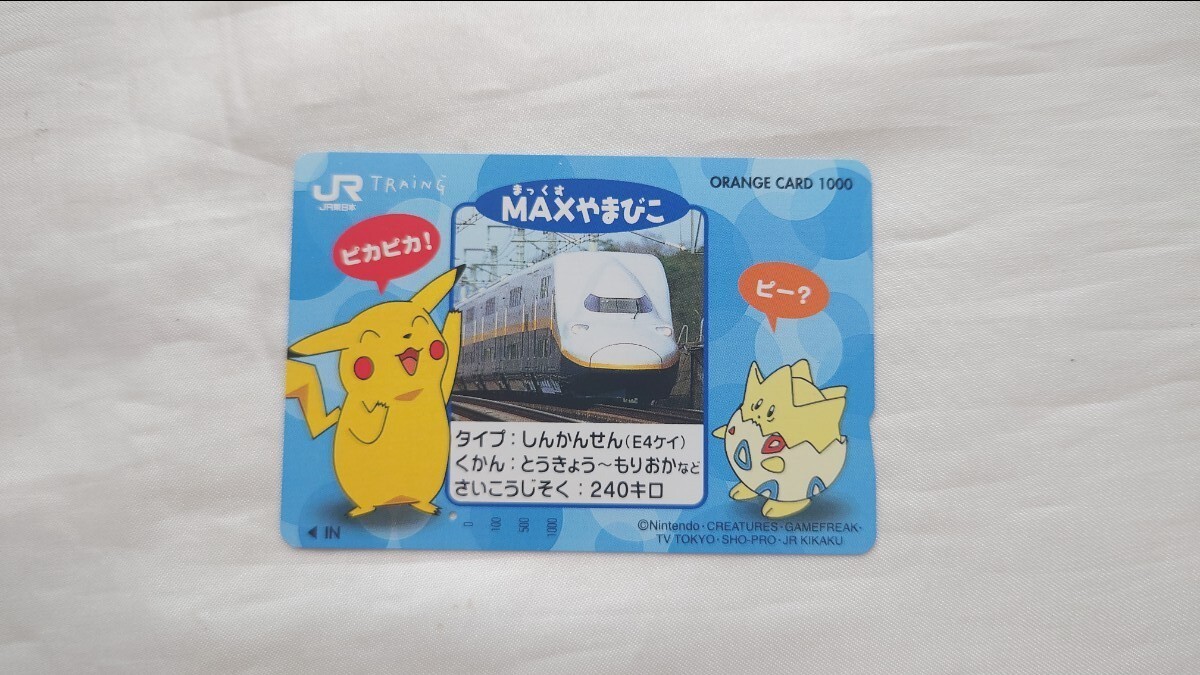 JR TRAiNG
JR東日本
まっくす
MAXやまびこ
ORANGE CARD 1000
ピカピカ!
ピー?
タイプ:しんかんせん(E4ケイ)
くかん:とうきょう〜もりおかなど
さいこうじそく:240キロ
0 100 500 1000
◀ IN
©Nintendo・CREATURES・GAMEFREAK・
TV TOKYO・SHO-PRO・JR KIKAKU